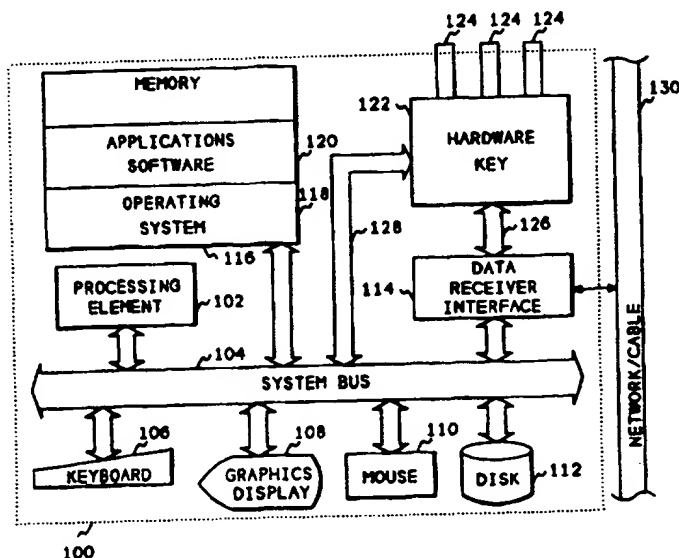 124 124 124
MEMORY
122
130
120
APPLICATIONS
SOFTWARE
HARDWARE
KEY
118
OPERATING
SYSTEM
116
128
126
PROCESSING
ELEMENT
102
114
DATA
RECEIVER
INTERFACE
104
SYSTEM BUS
NETWORK/CABLE
106
KEYBOARD
108
GRAPHICS
DISPLAY
110
MOUSE
DISK
112
100